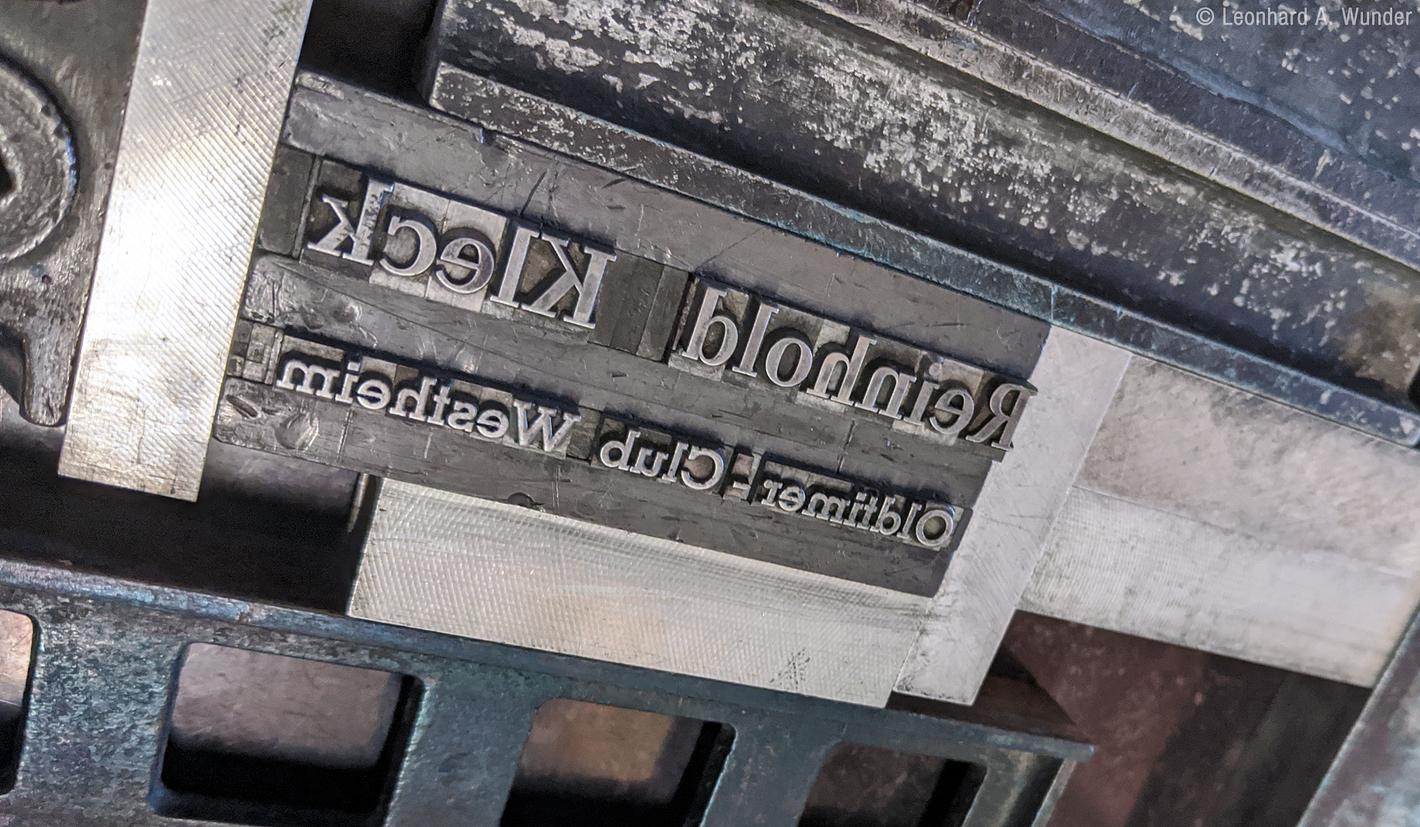 © Leonhard A. Wunder
Reinhold Kleck
Oldtimer-Club Westheim